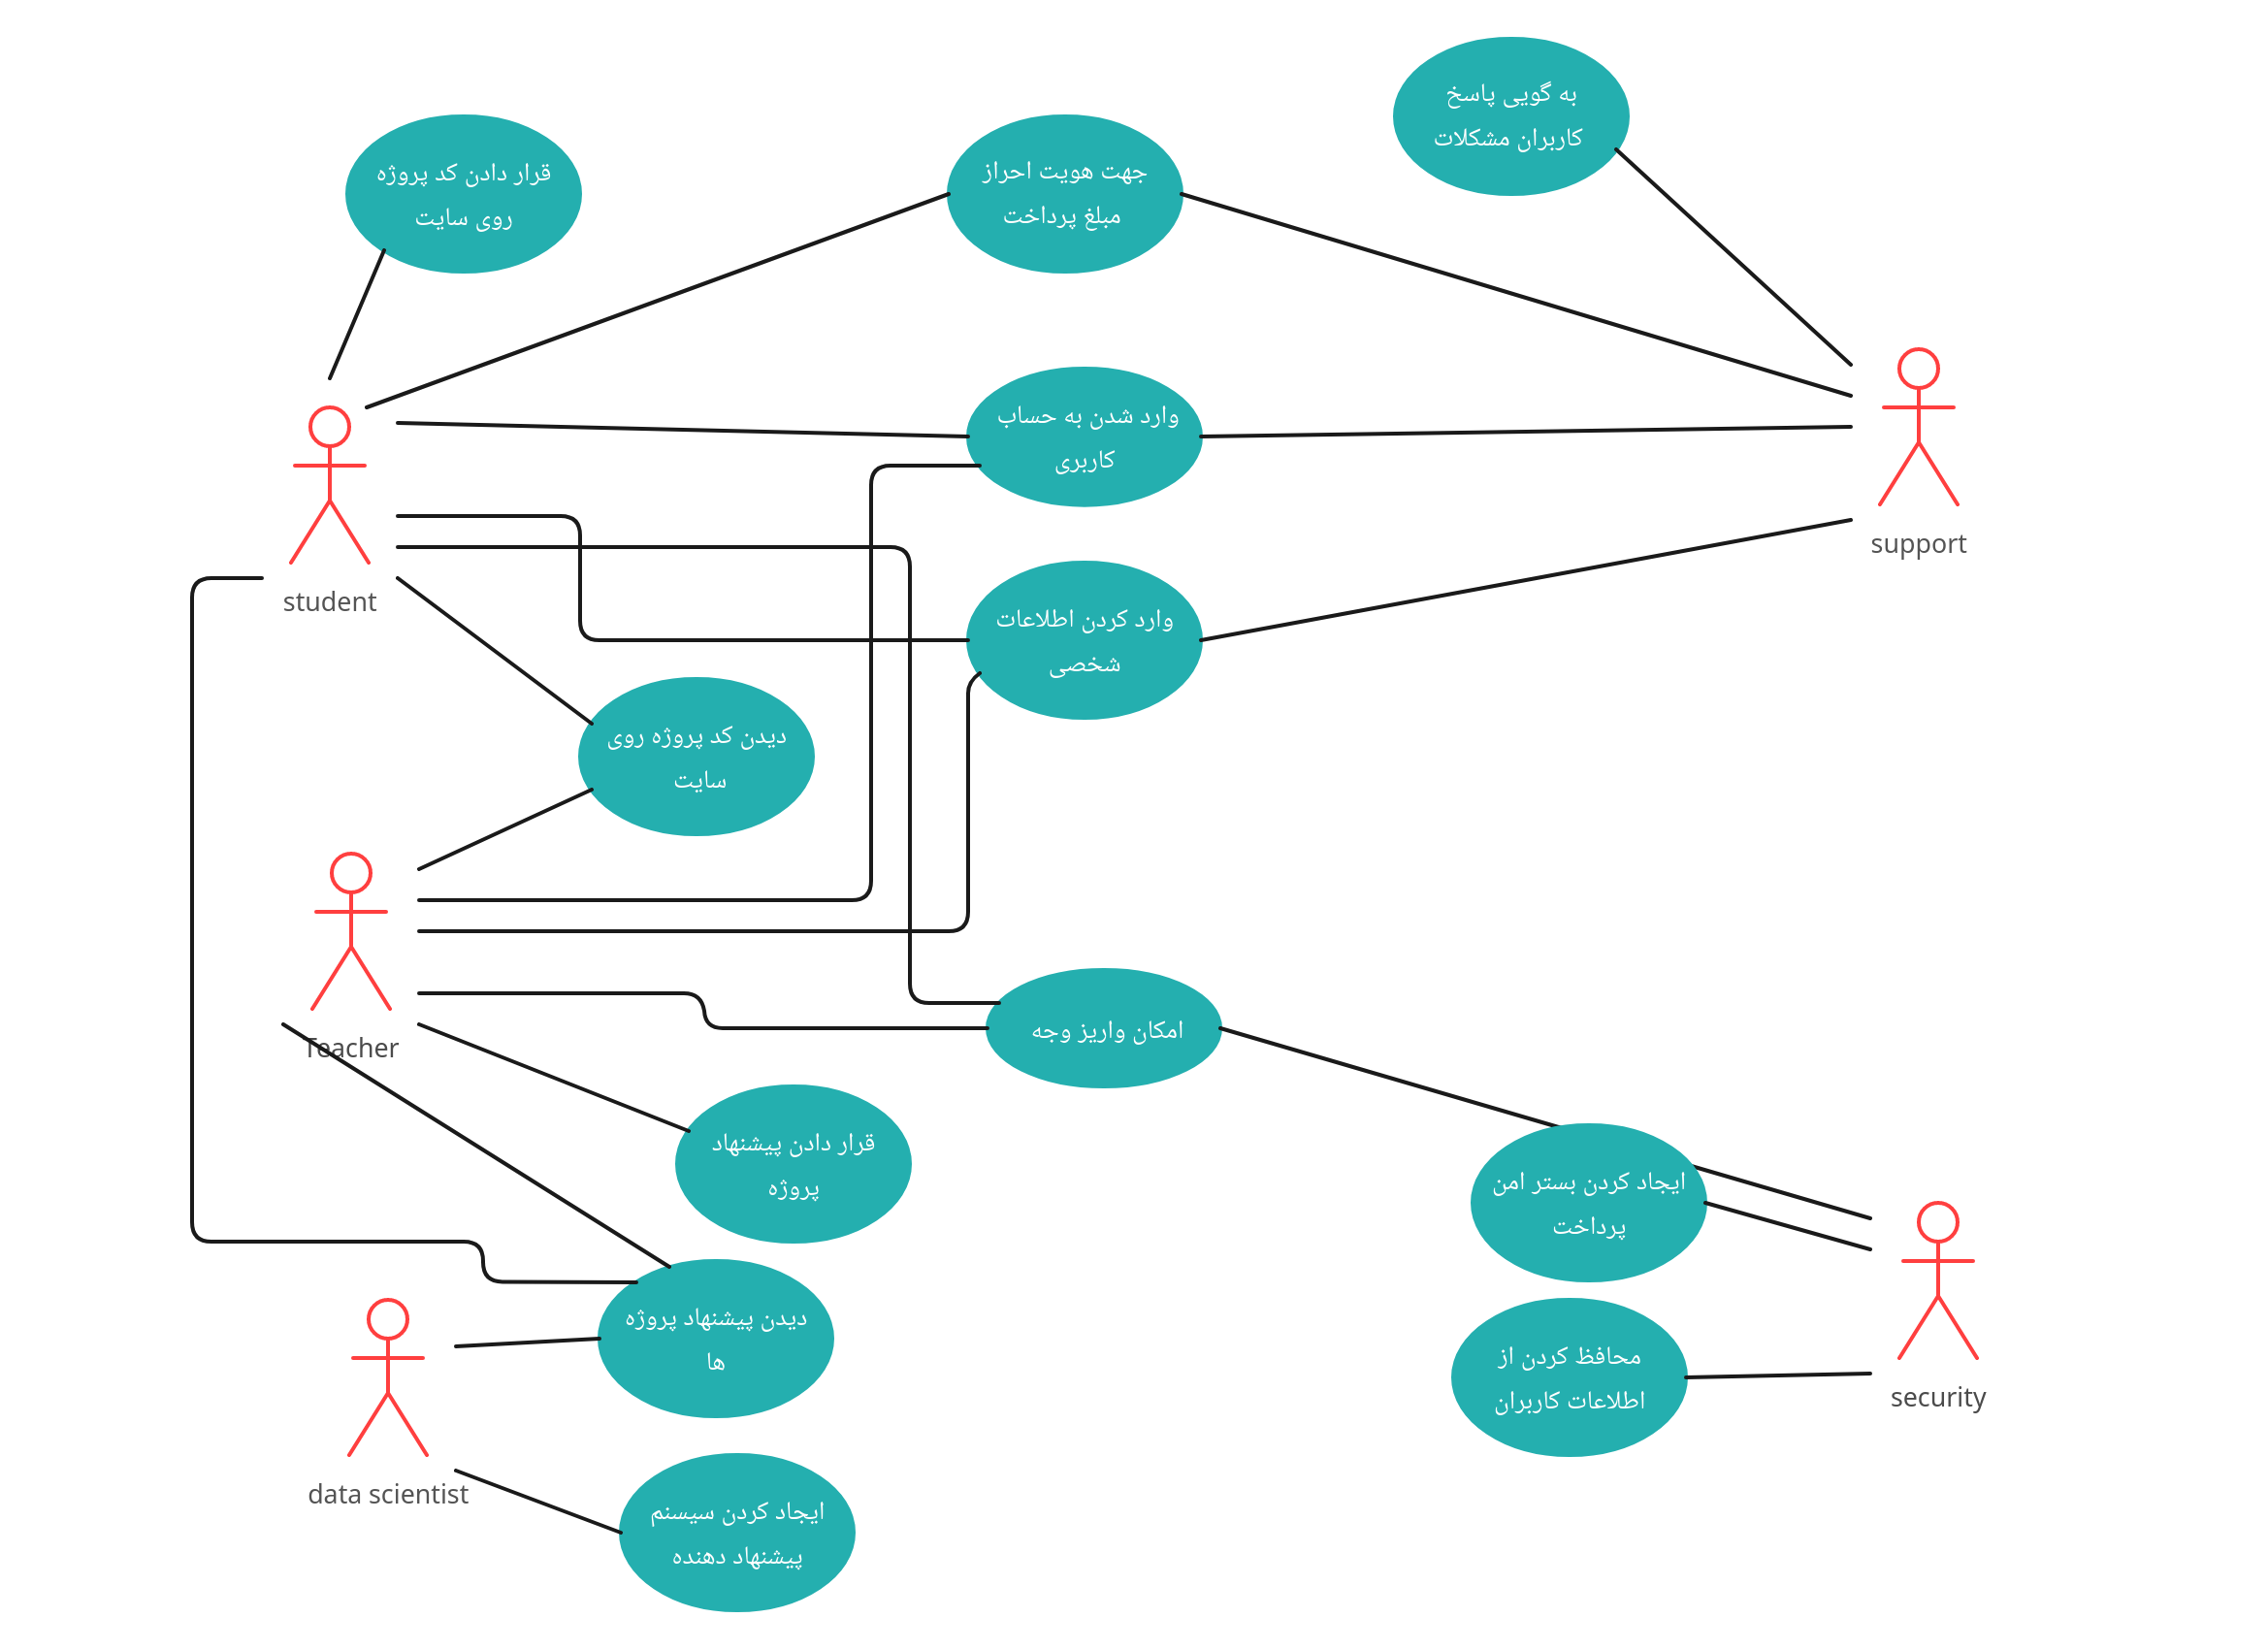 به گویی پاسخ
کاربران مشکلات
قرار دادن کد پروژه
روی سایت
جهت هویت احراز
مبلغ پرداخت
وارد شدن به حساب
کاربری
student
support
وارد کردن اطلاعات
شخصی
دیدن کد پروژه روی
سایت
Teacher
امکان واریز وجه
قرار دادن پیشنهاد
پروژه
ایجاد کردن بستر امن
پرداخت
دیدن پیشنهاد پروژه
ها
محافظ کردن از
اطلاعات کاربران
security
data scientist
ایجاد کردن سیسنم
پیشنهاد دهنده